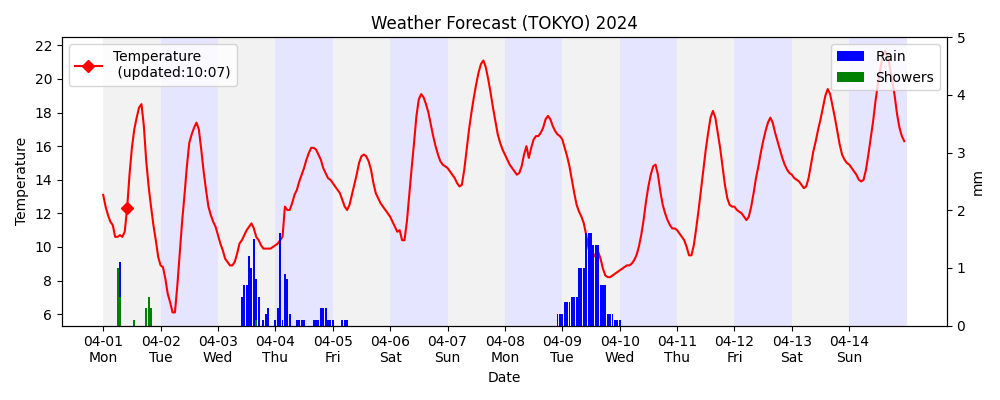 Weather Forecast (TOKYO) 2024
Temperature
(updated:10:07)
Rain
Showers
Temperature
22
20
18
16
14
12
10
8
6
5
4
3
2
1
0
mm
04-01 04-02 04-03 04-04 04-05 04-06 04-07 04-08 04-09 04-10 04-11 04-12 04-13 04-14
Mon Tue Wed Thu Fri Sat Sun Mon Tue Wed Thu Fri Sat Sun
Date